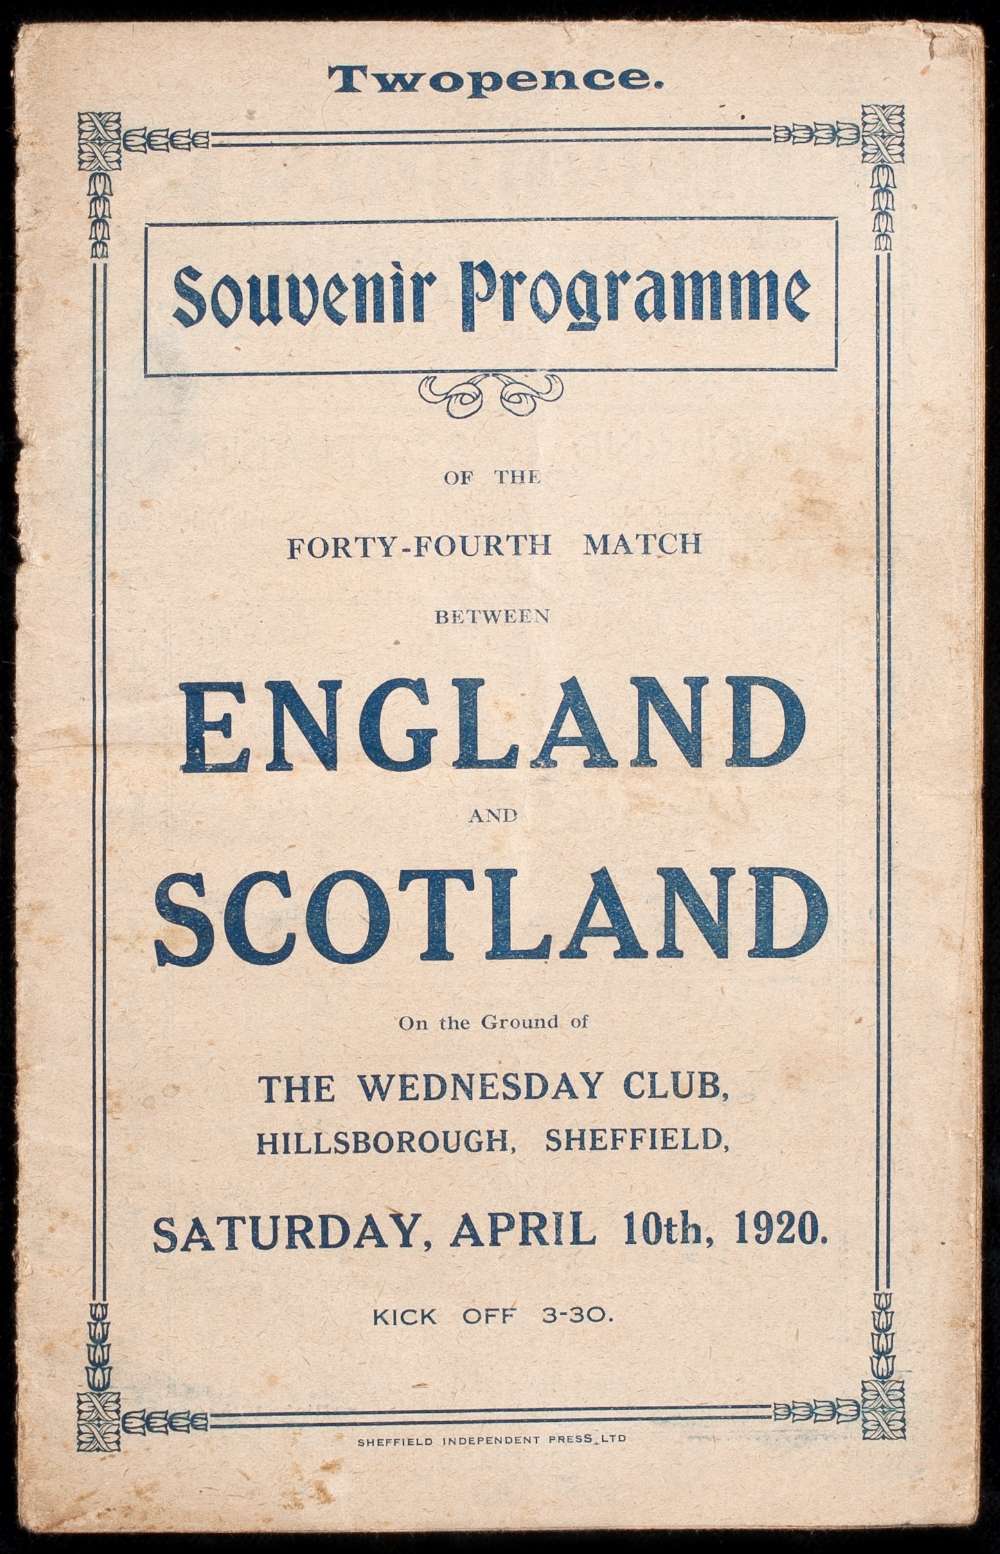 Twopence.
Souvenir Programme
OF THE
FORTY-FOURTH MATCH
BETWEEN
ENGLAND
AND
SCOTLAND
On the Ground of
THE WEDNESDAY CLUB,
HILLSBOROUGH, SHEFFIELD,
SATURDAY, APRIL 10th, 1920.
KICK OFF 3-30.
SHEFFIELD INDEPENDENT PRESS, LTD